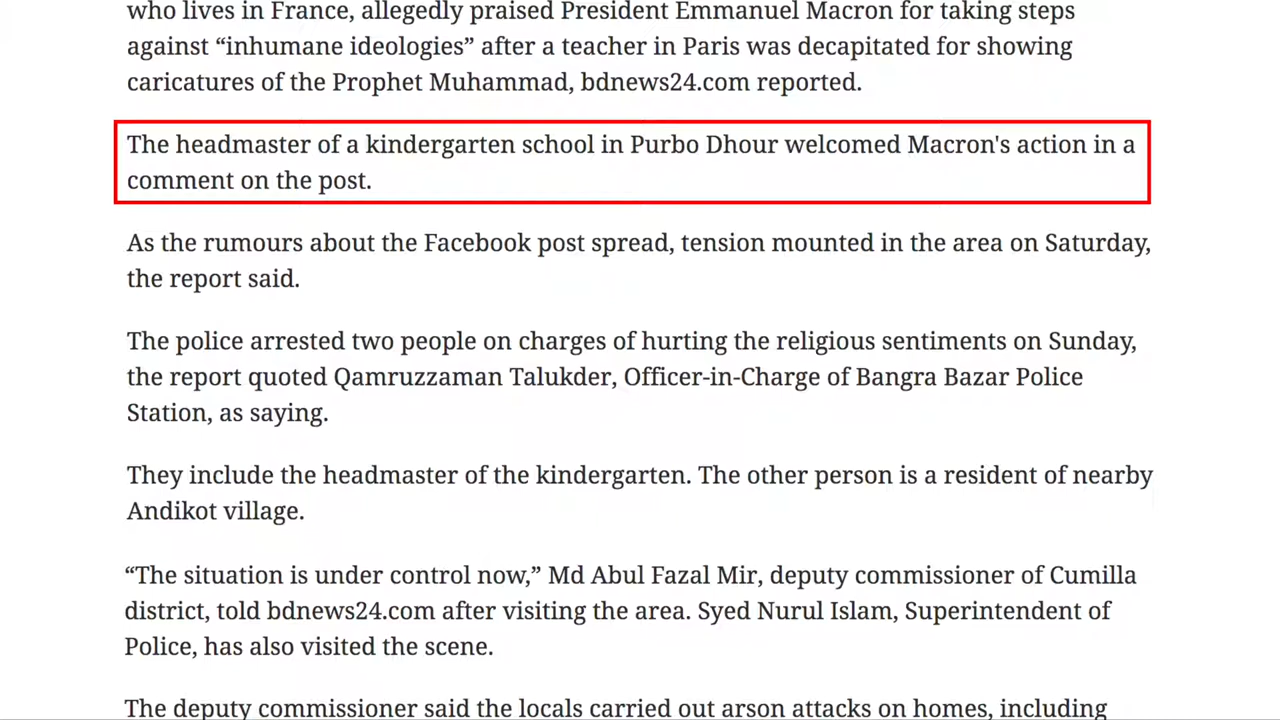 who lives in France, allegedly praised President Emmanuel Macron for taking steps
against “inhumane ideologies” after a teacher in Paris was decapitated for showing
caricatures of the Prophet Muhammad, bdnews24.com reported.
The headmaster of a kindergarten school in Purbo Dhour welcomed Macron's action in a
comment on the post.
As the rumours about the Facebook post spread, tension mounted in the area on Saturday,
the report said.
The police arrested two people on charges of hurting the religious sentiments on Sunday,
the report quoted Qamruzzaman Talukder, Officer-in-Charge of Bangra Bazar Police
Station, as saying.
They include the headmaster of the kindergarten. The other person is a resident of nearby
Andikot village.
“The situation is under control now,” Md Abul Fazal Mir, deputy commissioner of Cumilla
district, told bdnews24.com after visiting the area. Syed Nurul Islam, Superintendent of
Police, has also visited the scene.
The deputy commissioner said the locals carried out arson attacks on homes, including